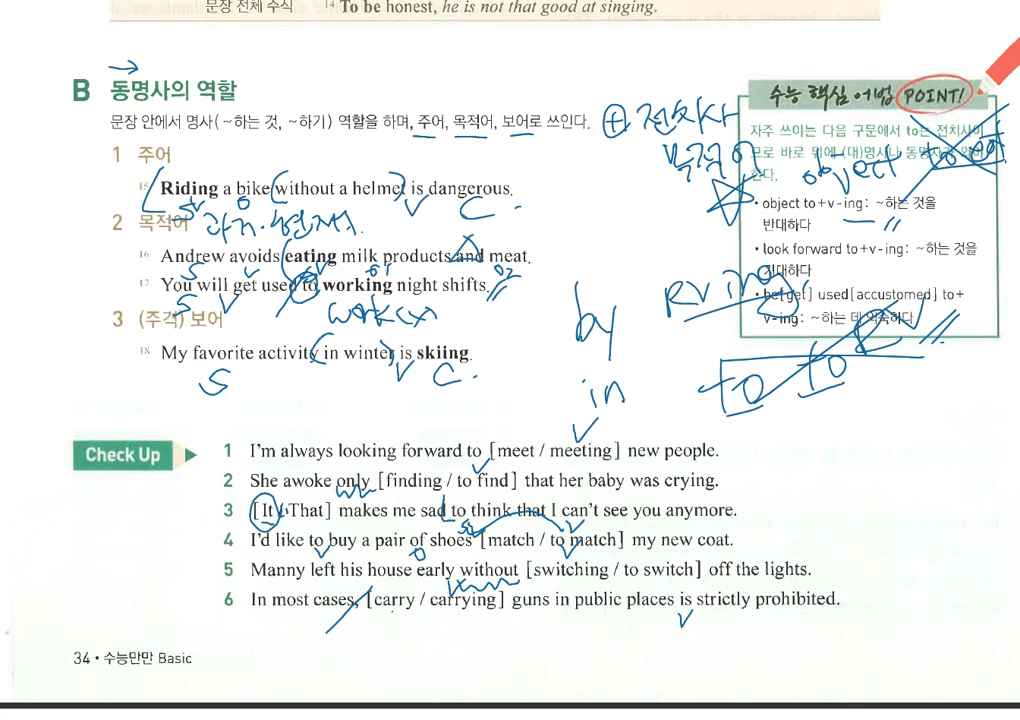 문장 전체 수식 14 To be honest, he is not that good at singing.
→
B 동명사의 역할
문장 안에서 명사(~하는 것, ~하기) 역할을 하며, 주어, 목적어, 보어로 쓰인다.
⊕ 전치사
목적어
1 주어
15 Riding a bike without a helmet is dangerous.
S V C
2 목적어
과거·
16 Andrew avoids eating milk products and meat.
S V O1 O2
17 You will get used to working night shifts.
S V work(x)
3 (주격) 보어
18 My favorite activity in winter is skiing.
S V C
by
in
수능 핵심 어법 POINT!
자주 쓰이는 다음 구문에서 to는 전치사이
므로 바로 뒤에 (대)명사나 동명사가 와야
한다.
object
• object to+v-ing: ~하는 것을
반대하다
• look forward to+v-ing: ~하는 것을
기대하다
• be[get] used[accustomed] to+
v-ing: ~하는 데 익숙하다
RVing
to
to RV
Check Up
1 I'm always looking forward to [meet / meeting] new people.
2 She awoke only [finding / to find] that her baby was crying.
3 [It / That] makes me sad to think that I can't see you anymore.
4 I'd like to buy a pair of shoes [match / to match] my new coat.
5 Manny left his house early without [switching / to switch] off the lights.
6 In most cases, [carry / carrying] guns in public places is strictly prohibited.
34 • 수능만만 Basic